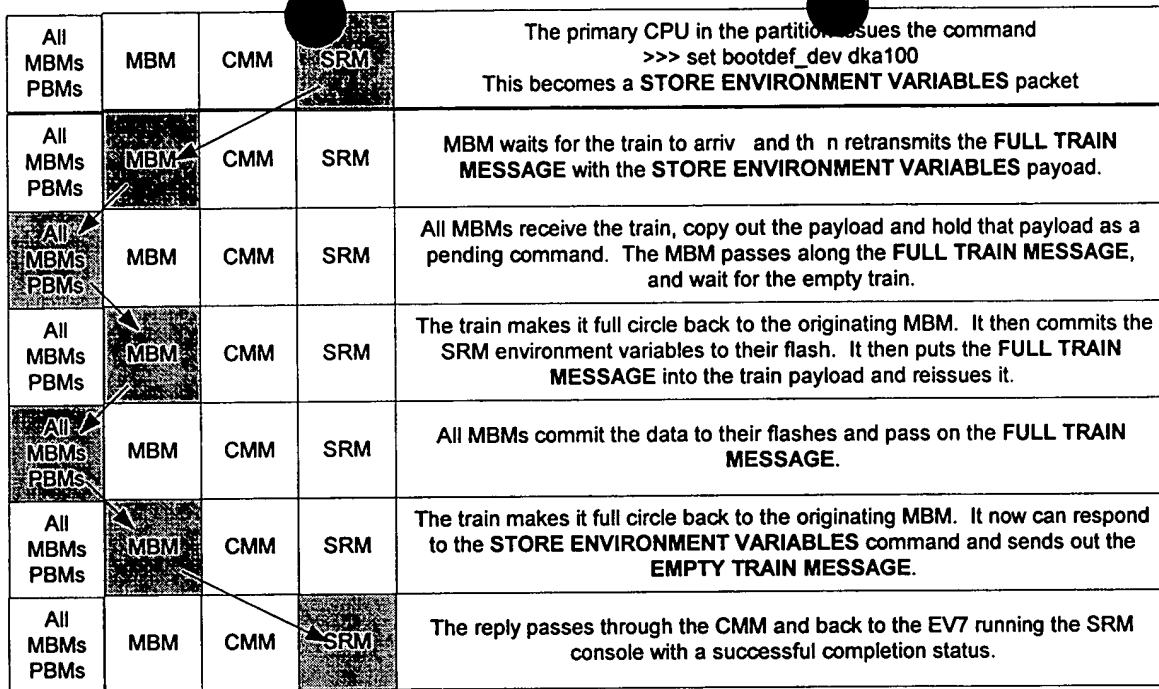 All
MBMs
PBMs
MBM
CMM
SRM
The primary CPU in the partition issues the command
>>> set bootdef_dev dka100
This becomes a STORE ENVIRONMENT VARIABLES packet
All
MBMs
PBMs
MBM
CMM
SRM
MBM waits for the train to arriv and th n retransmits the FULL TRAIN
MESSAGE with the STORE ENVIRONMENT VARIABLES payoad.
All
MBMs
PBMs
MBM
CMM
SRM
All MBMs receive the train, copy out the payload and hold that payload as a
pending command. The MBM passes along the FULL TRAIN MESSAGE,
and wait for the empty train.
All
MBMs
PBMs
MBM
CMM
SRM
The train makes it full circle back to the originating MBM. It then commits the
SRM environment variables to their flash. It then puts the FULL TRAIN
MESSAGE into the train payload and reissues it.
All
MBMs
PBMs
MBM
CMM
SRM
All MBMs commit the data to their flashes and pass on the FULL TRAIN
MESSAGE.
All
MBMs
PBMs
MBM
CMM
SRM
The train makes it full circle back to the originating MBM. It now can respond
to the STORE ENVIRONMENT VARIABLES command and sends out the
EMPTY TRAIN MESSAGE.
All
MBMs
PBMs
MBM
CMM
SRM
The reply passes through the CMM and back to the EV7 running the SRM
console with a successful completion status.